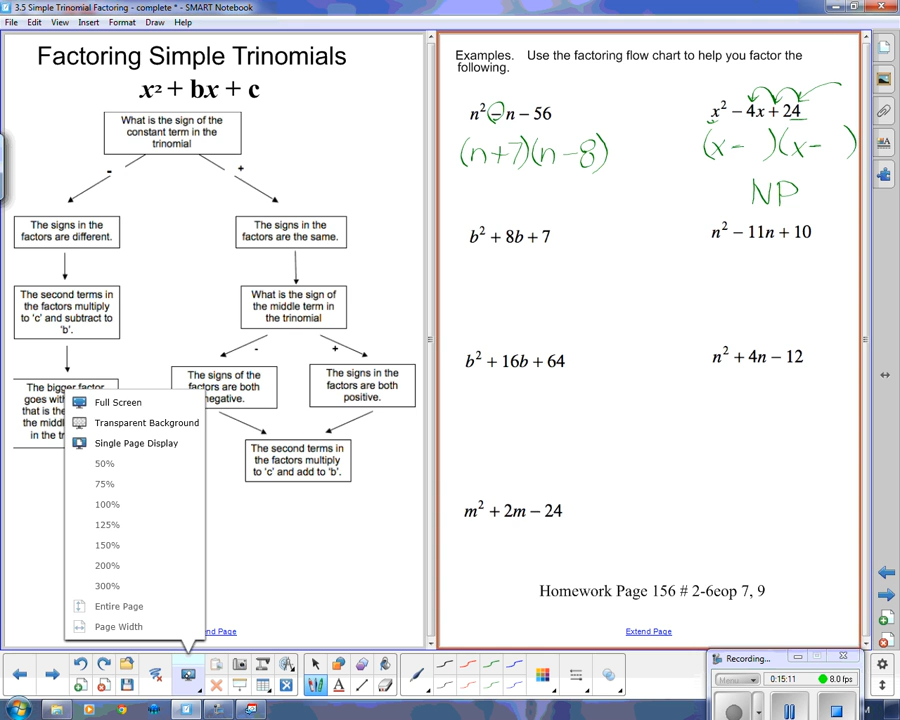 3.5 Simple Trinomial Factoring - complete * - SMART Notebook
File Edit View Insert Format Draw Help
Factoring Simple Trinomials
x² + bx + c
What is the sign of
the constant term in the
trinomial
-
+
The signs in the
factors are different.
The second terms in
the factors multiply
to 'c' and subtract to
'b'.
The bigger factor
goes with
that is the
the middl
in the tr
The signs in the
factors are the same.
What is the sign of
the middle term in the
trinomial
-
+
The signs of the
factors are both
negative.
The signs in the
factors are both
positive.
The second terms in
the factors multiply
to 'c' and add to 'b'.
Full Screen
Transparent Background
Single Page Display
50%
75%
100%
125%
150%
200%
300%
Entire Page
Page Width
nd Page
Examples. Use the factoring flow chart to help you factor the
following.
n² − n − 56
(n+7)(n-8)
x² − 4x + 24
(x- )(x- )
NP
b² + 8b + 7
n² − 11n + 10
b² + 16b + 64
n² + 4n − 12
m² + 2m − 24
Homework Page 156 # 2-6eop 7, 9
Extend Page
Recording...
Menu
0:15:11
8.0 fps